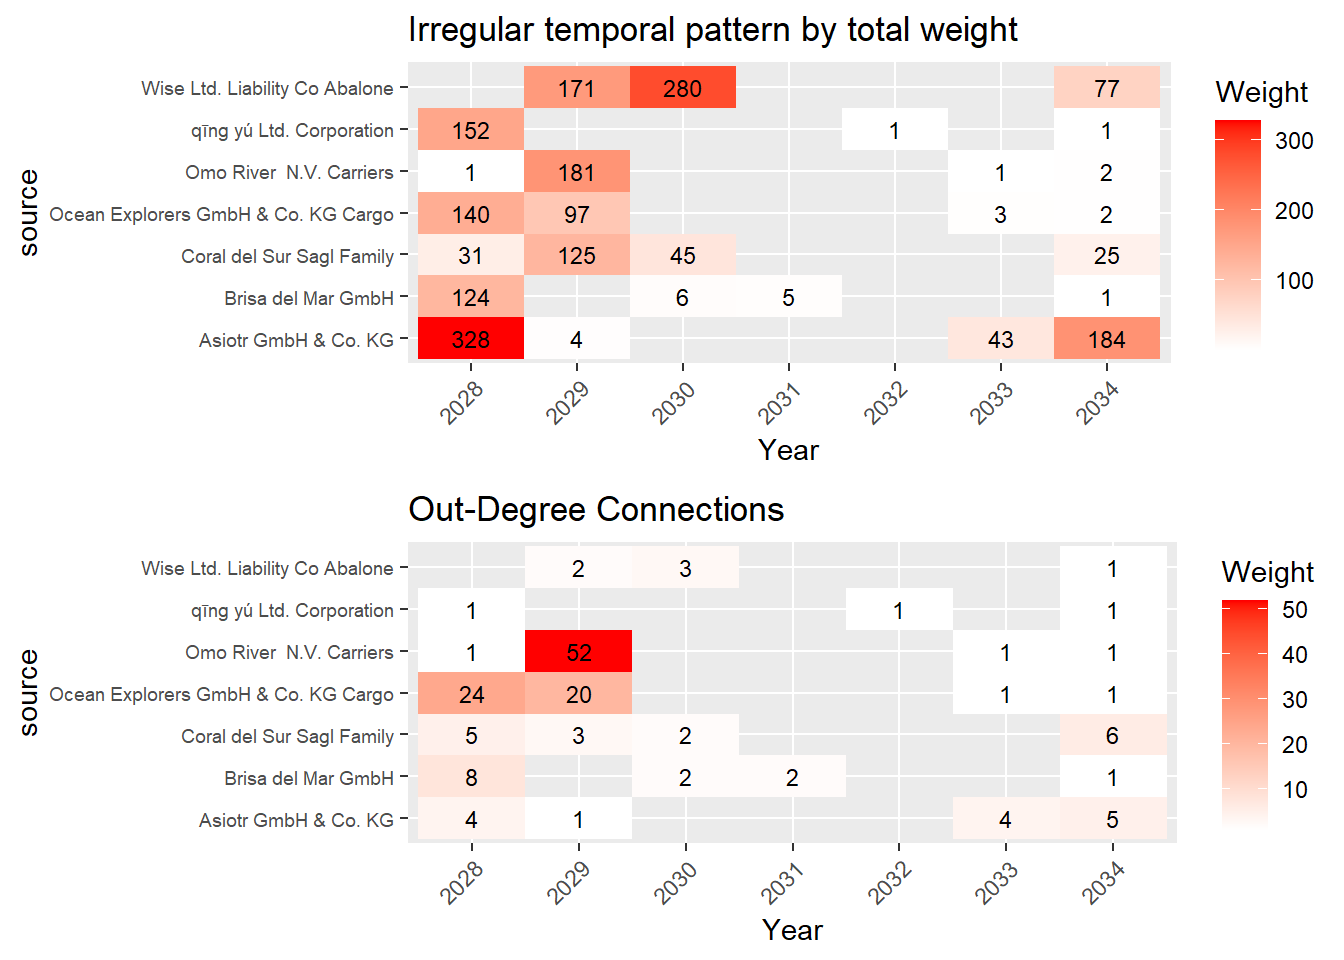 Irregular temporal pattern by total weight
Wise Ltd. Liability Co Abalone 171 280 77
qīng yú Ltd. Corporation 152 1 1
Omo River  N.V. Carriers 1 181 1 2
Ocean Explorers GmbH & Co. KG Cargo 140 97 3 2
Coral del Sur Sagl Family 31 125 45 25
Brisa del Mar GmbH 124 6 5 1
Asiotr GmbH & Co. KG 328 4 43 184
2028 2029 2030 2031 2032 2033 2034
Year
source
Weight
300
200
100
Out-Degree Connections
Wise Ltd. Liability Co Abalone 2 3 1
qīng yú Ltd. Corporation 1 1 1
Omo River  N.V. Carriers 1 52 1 1
Ocean Explorers GmbH & Co. KG Cargo 24 20 1 1
Coral del Sur Sagl Family 5 3 2 6
Brisa del Mar GmbH 8 2 2 1
Asiotr GmbH & Co. KG 4 1 4 5
2028 2029 2030 2031 2032 2033 2034
Year
source
Weight
50
40
30
20
10